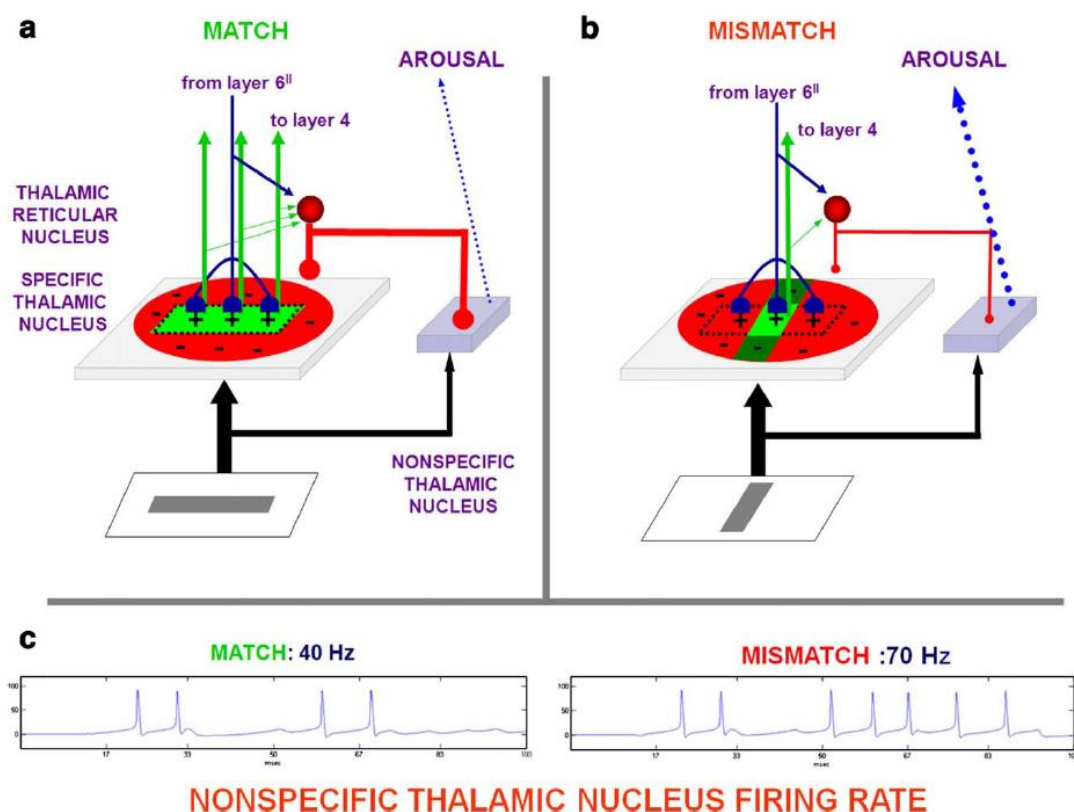 a
MATCH
AROUSAL
from layer 6ᴵᴵ
to layer 4
THALAMIC
RETICULAR
NUCLEUS
SPECIFIC
THALAMIC
NUCLEUS
- - - - - -
+ + +
NONSPECIFIC
THALAMIC
NUCLEUS
b
MISMATCH
AROUSAL
from layer 6ᴵᴵ
to layer 4
- - - - - -
+ + +
c
MATCH: 40 Hz
100
50
0
17 33 50 67 83 100
msec
MISMATCH :70 Hz
100
50
0
17 33 50 67 83 100
msec
NONSPECIFIC THALAMIC NUCLEUS FIRING RATE